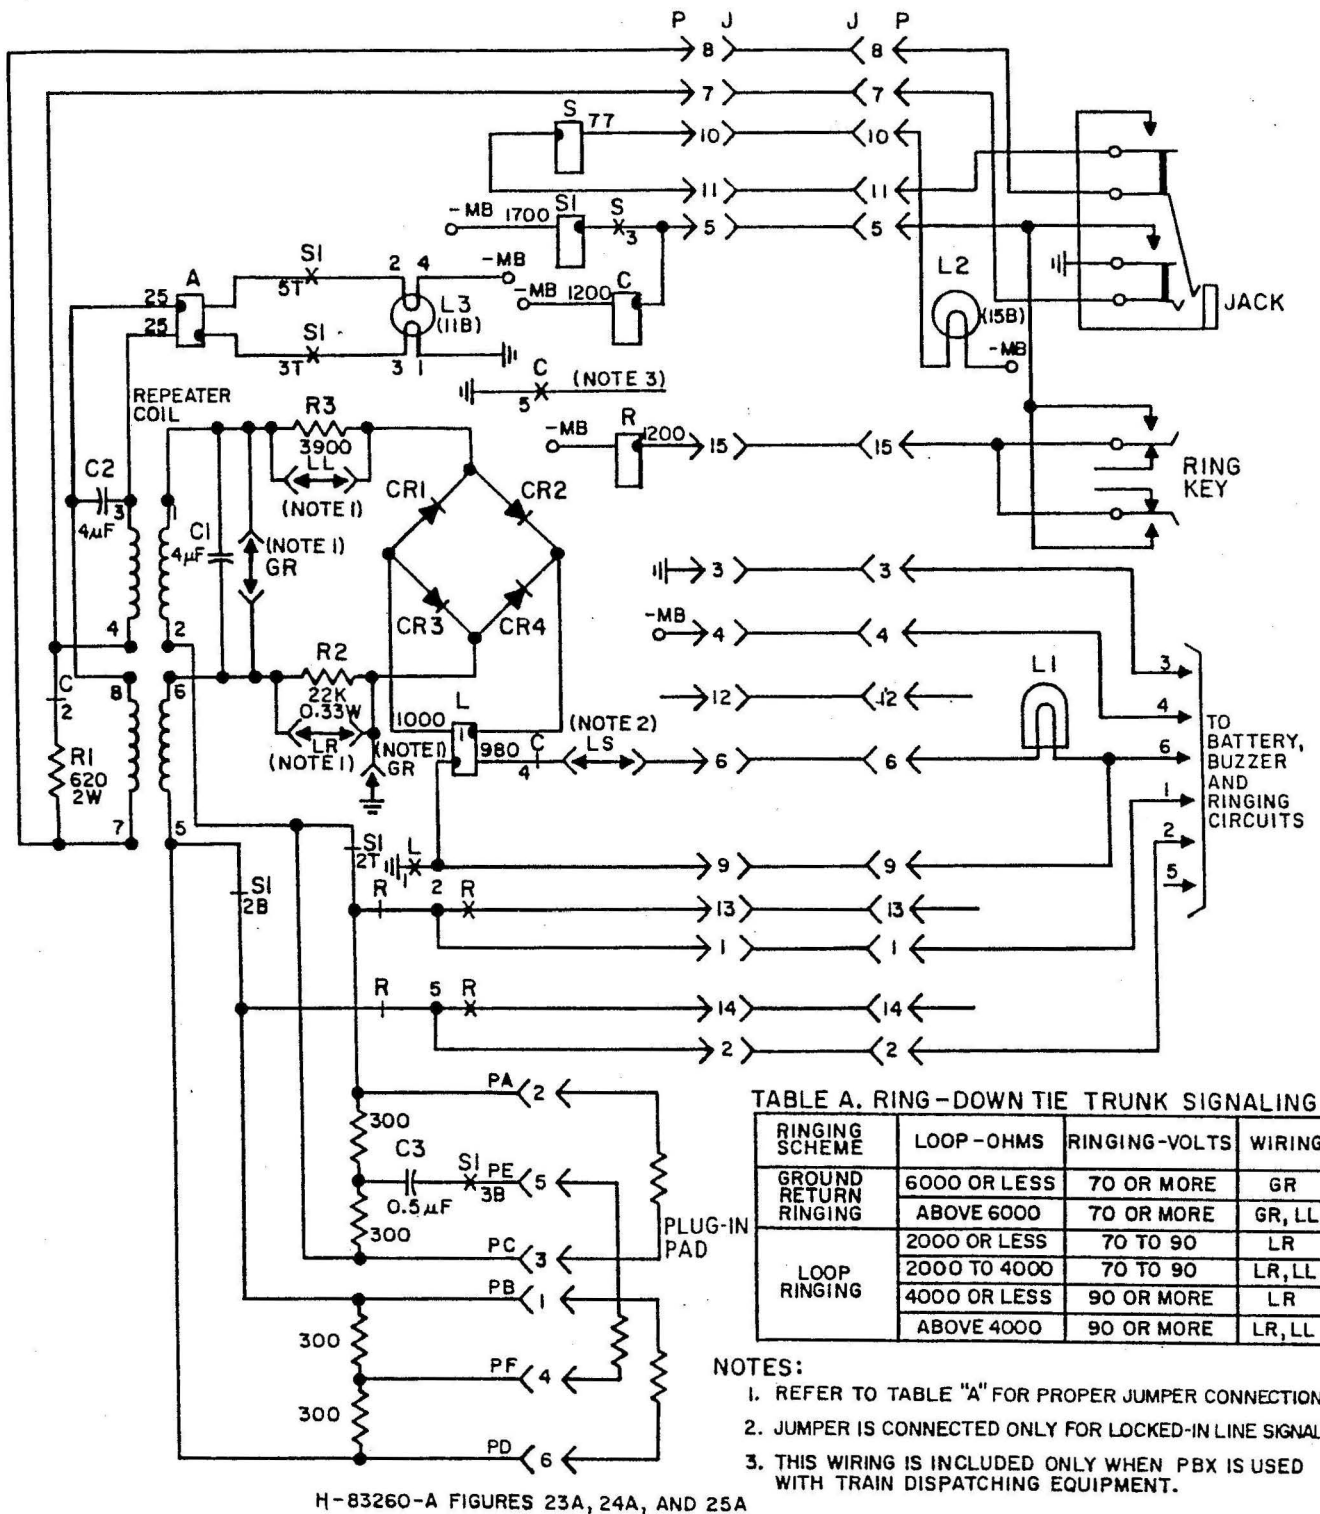 P J J P
8 8
7 7
S 77 10 10
11 11
-MB 1700 S1 S 3 5 5
A S1 5T 2 4 -MB
-MB 1200 C
L2
(15B)
-MB
JACK
25
25
L3
(11B)
S1
3T 3 1
C
5
(NOTE 3)
REPEATER
COIL
R3
3900
LL
(NOTE 1)
-MB R 1200 15 15
RING
KEY
C2
4µF
3 1
C1
4µF
(NOTE 1)
GR
CR1 CR2
CR3 CR4
3 3
-MB 4 4
4 2
8 6
R2
22K
0.33W
LR
(NOTE 1)
(NOTE 1)
GR
L
1000
1
980
C
4
(NOTE 2)
LS
12 12
6 6
L1
3
4
6
1
2
5
TO
BATTERY,
BUZZER
AND
RINGING
CIRCUITS
C
2
R1
620
2W
7 5
S1
2T
L
1
9 9
S1
2B
R 2 R 13 13
1 1
R 5 R 14 14
2 2
PA 2
300
C3
0.5µF
S1
3B
PE 5
300
PC 3
PLUG-IN
PAD
PB 1
300
PF 4
300
PD 6
TABLE A. RING-DOWN TIE TRUNK SIGNALING
RINGING SCHEME LOOP-OHMS RINGING-VOLTS WIRING
GROUND RETURN RINGING 6000 OR LESS 70 OR MORE GR
ABOVE 6000 70 OR MORE GR, LL
LOOP RINGING 2000 OR LESS 70 TO 90 LR
2000 TO 4000 70 TO 90 LR, LL
4000 OR LESS 90 OR MORE LR
ABOVE 4000 90 OR MORE LR, LL
NOTES:
1. REFER TO TABLE "A" FOR PROPER JUMPER CONNECTION
2. JUMPER IS CONNECTED ONLY FOR LOCKED-IN LINE SIGNAL
3. THIS WIRING IS INCLUDED ONLY WHEN PBX IS USED
WITH TRAIN DISPATCHING EQUIPMENT.
H-83260-A FIGURES 23A, 24A, AND 25A